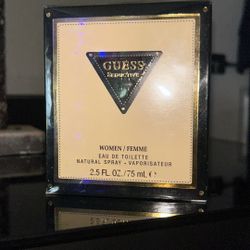 GUESS
SEDUCTIVE
WOMEN / FEMME
EAU DE TOILETTE
NATURAL SPRAY - VAPORISATEUR
2.5 FL. OZ. / 75 mL ℮